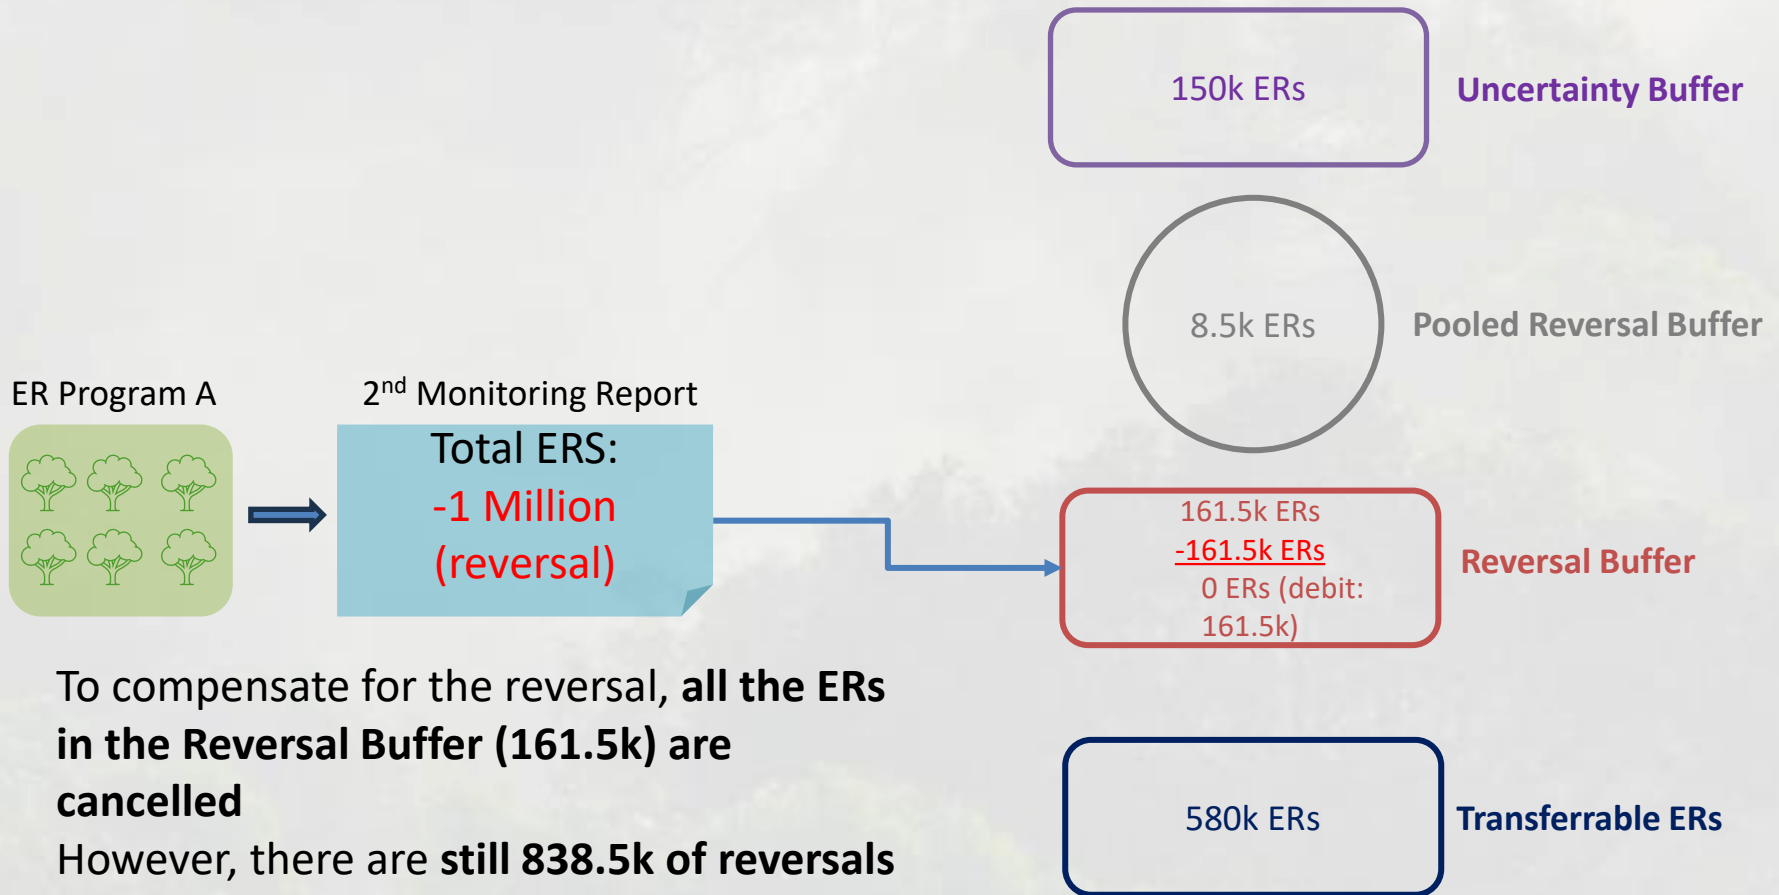 150k ERs
Uncertainty Buffer
8.5k ERs
Pooled Reversal Buffer
ER Program A
2nd Monitoring Report
Total ERS:
-1 Million
(reversal)
161.5k ERs
-161.5k ERs
0 ERs (debit:
161.5k)
Reversal Buffer
To compensate for the reversal, all the ERs
in the Reversal Buffer (161.5k) are
cancelled
However, there are still 838.5k of reversals
580k ERs
Transferrable ERs